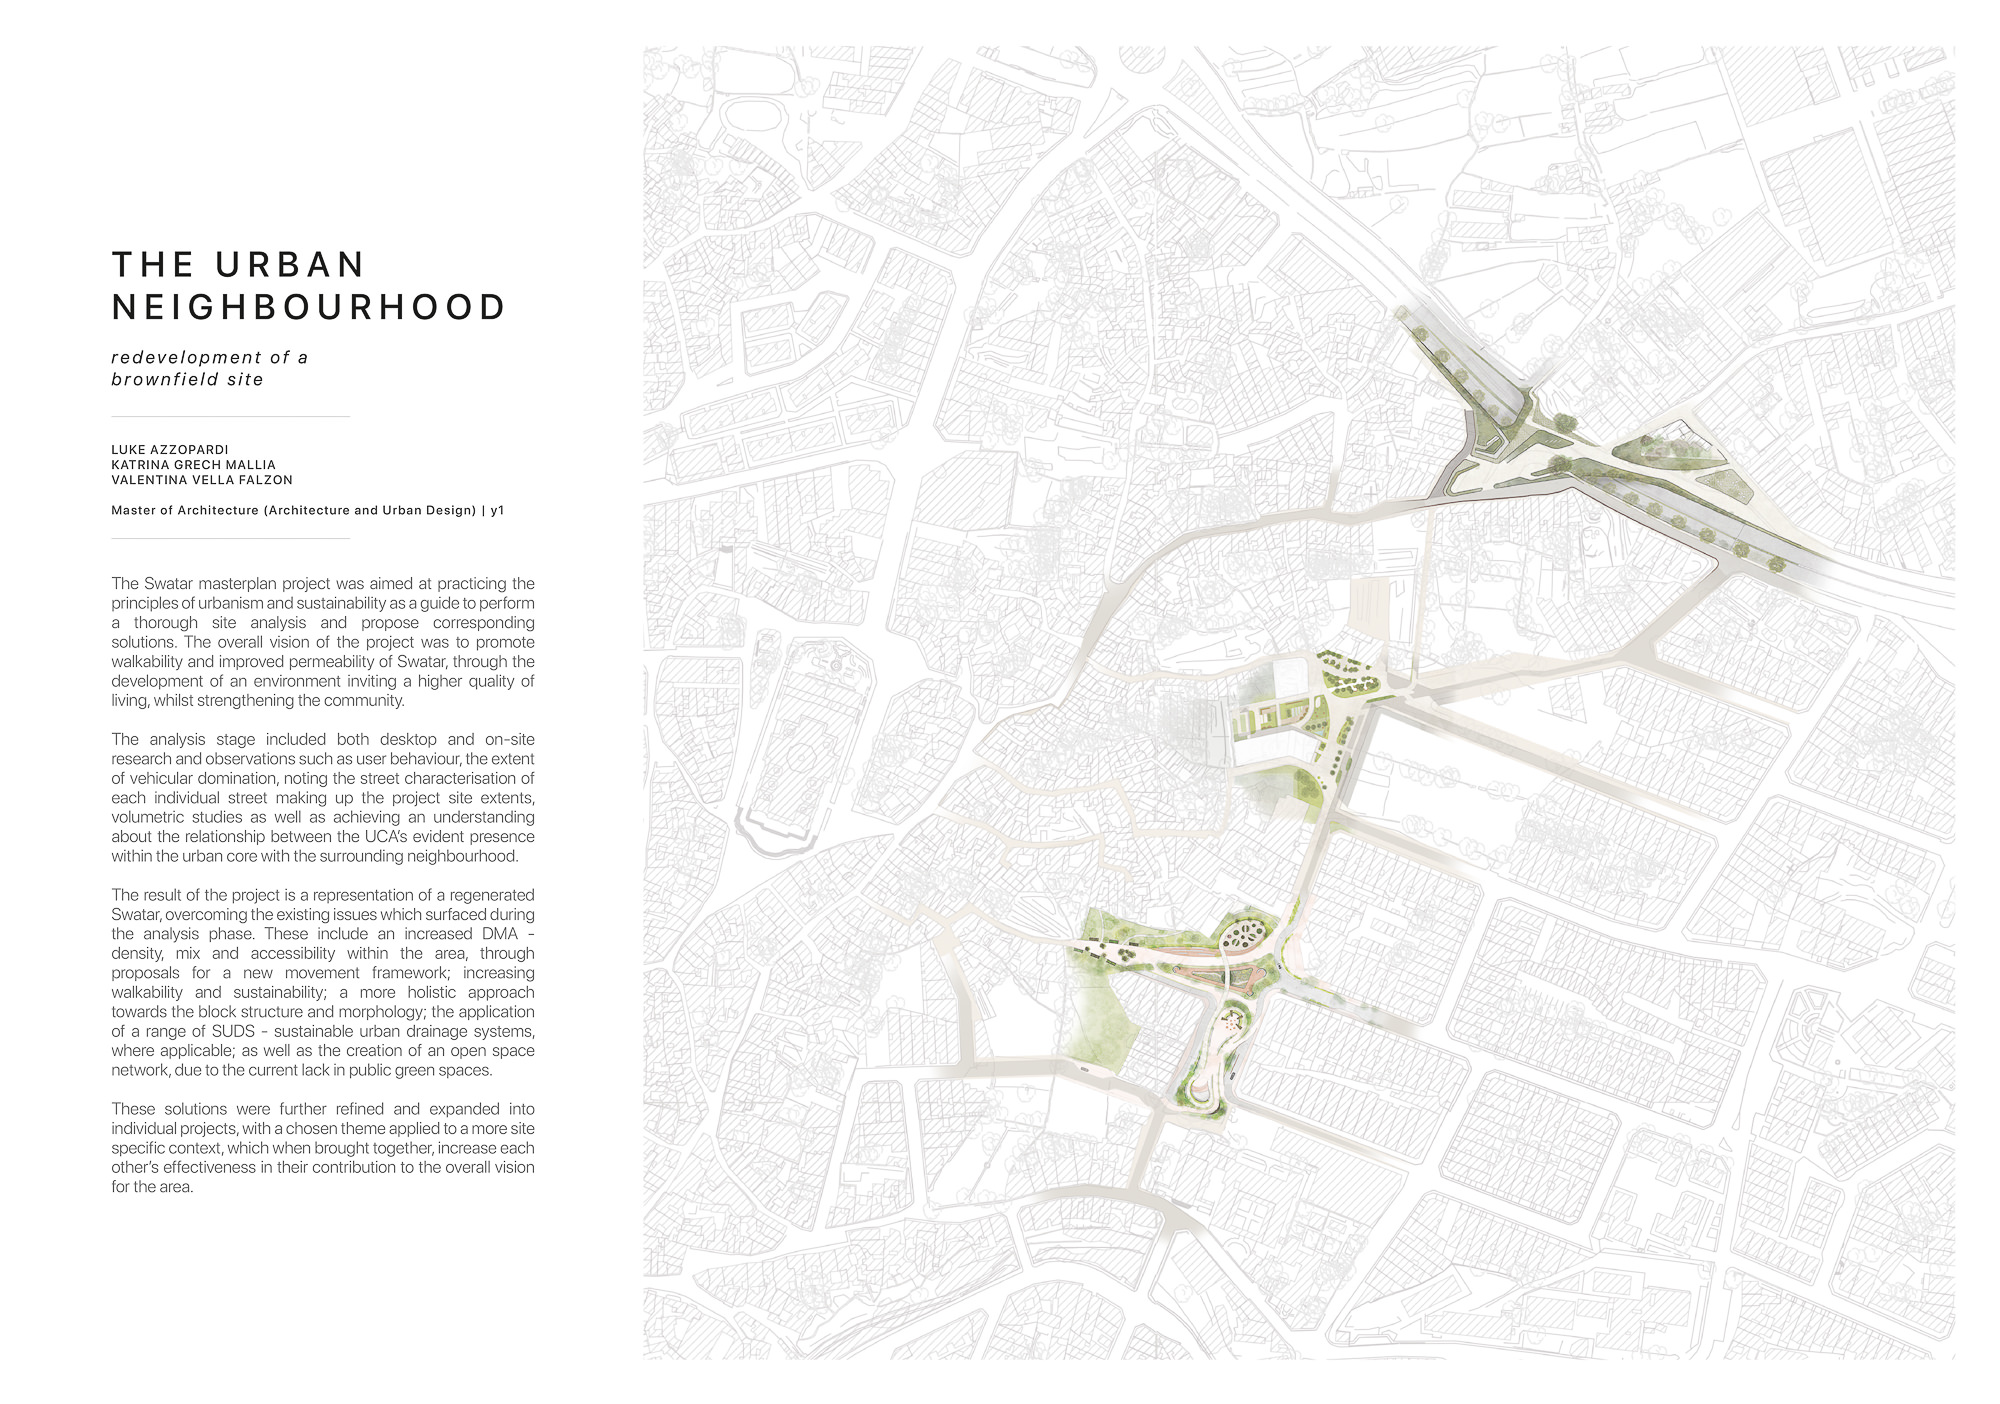 THE URBAN
NEIGHBOURHOOD
redevelopment of a
brownfield site
LUKE AZZOPARDI
KATRINA GRECH MALLIA
VALENTINA VELLA FALZON
Master of Architecture (Architecture and Urban Design) | y1
The Swatar masterplan project was aimed at practicing the
principles of urbanism and sustainability as a guide to perform
a thorough site analysis and propose corresponding
solutions. The overall vision of the project was to promote
walkability and improved permeability of Swatar, through the
development of an environment inviting a higher quality of
living, whilst strengthening the community.
The analysis stage included both desktop and on-site
research and observations such as user behaviour, the extent
of vehicular domination, noting the street characterisation of
each individual street making up the project site extents,
volumetric studies as well as achieving an understanding
about the relationship between the UCA's evident presence
within the urban core with the surrounding neighbourhood.
The result of the project is a representation of a regenerated
Swatar, overcoming the existing issues which surfaced during
the analysis phase. These include an increased DMA -
density, mix and accessibility within the area, through
proposals for a new movement framework; increasing
walkability and sustainability; a more holistic approach
towards the block structure and morphology; the application
of a range of SUDS - sustainable urban drainage systems,
where applicable; as well as the creation of an open space
network, due to the current lack in public green spaces.
These solutions were further refined and expanded into
individual projects, with a chosen theme applied to a more site
specific context, which when brought together, increase each
other's effectiveness in their contribution to the overall vision
for the area.